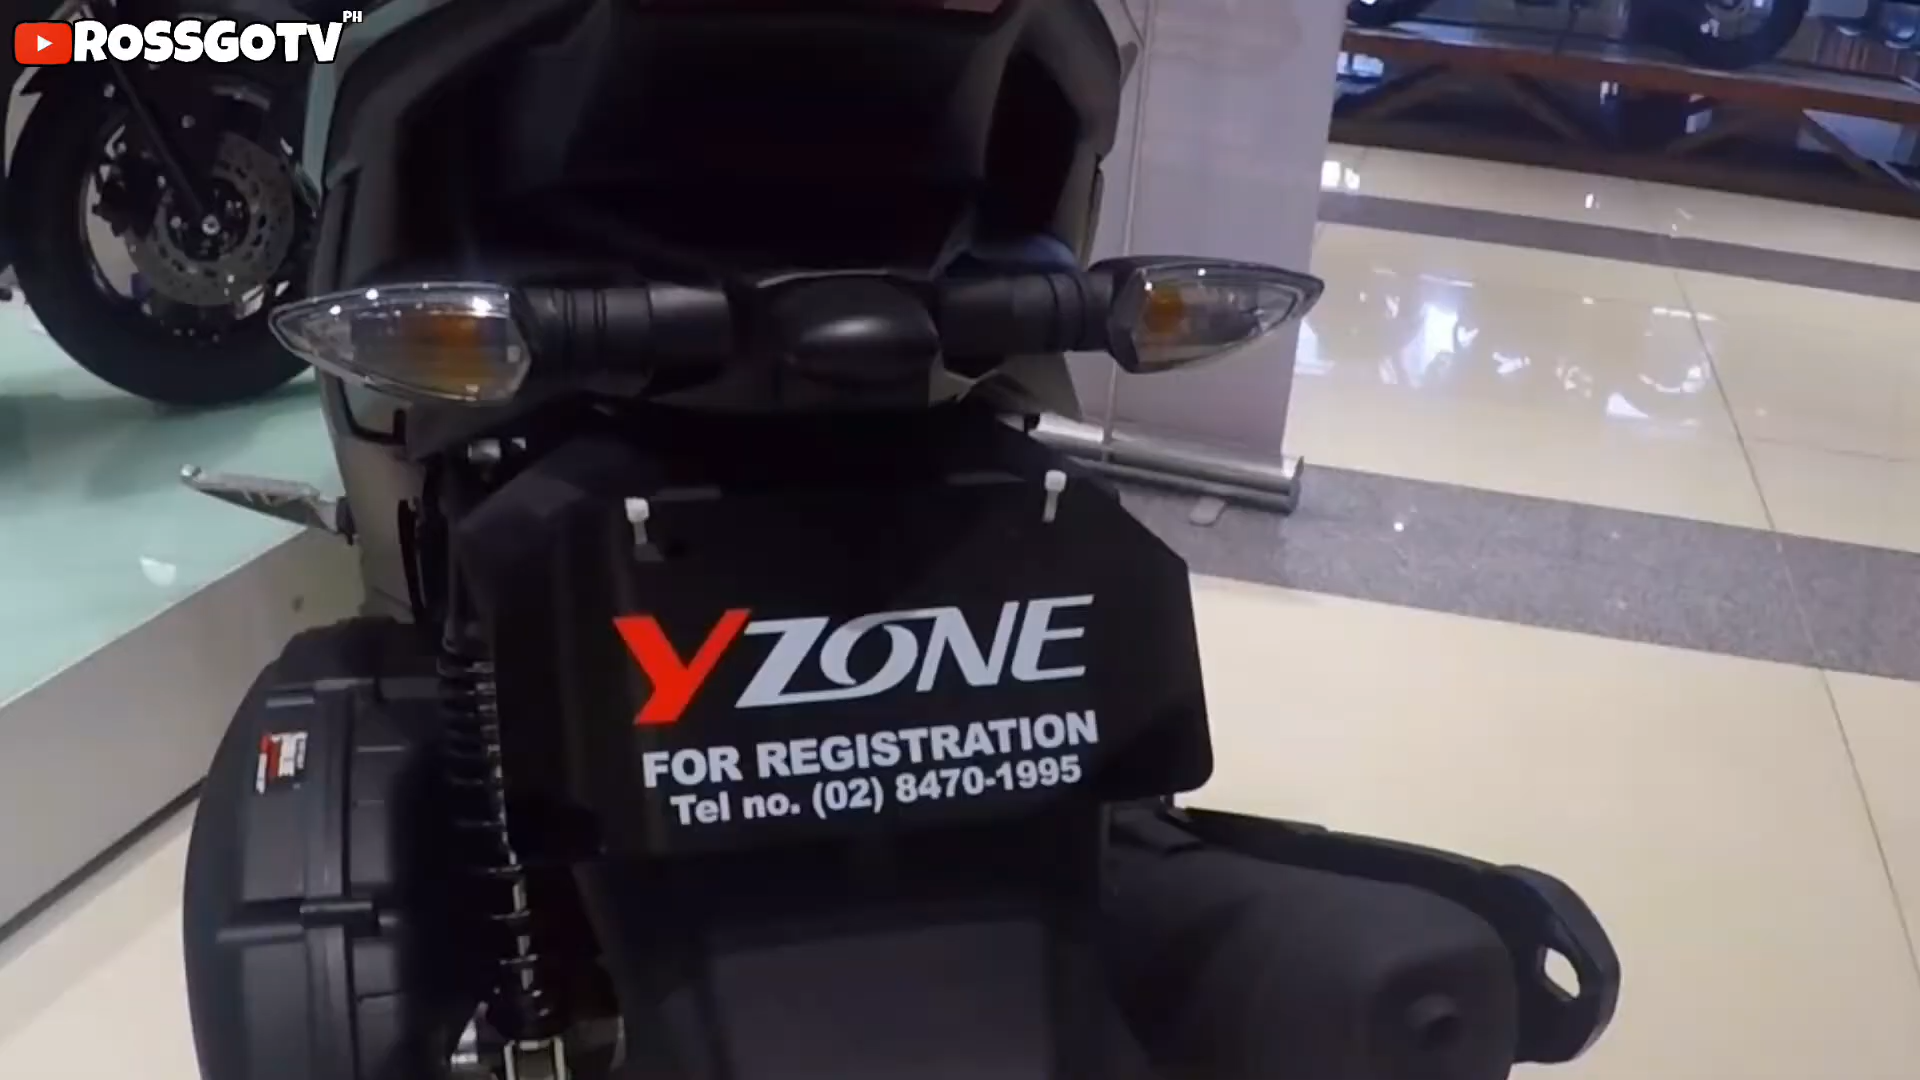 ROSSGOTV PH
YZONE
FOR REGISTRATION
Tel no. (02) 8470-1995